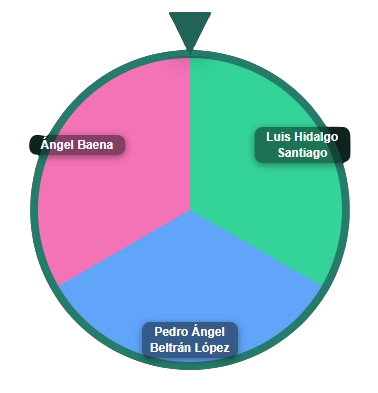 Ángel Baena
Luis Hidalgo
Santiago
Pedro Ángel
Beltrán López